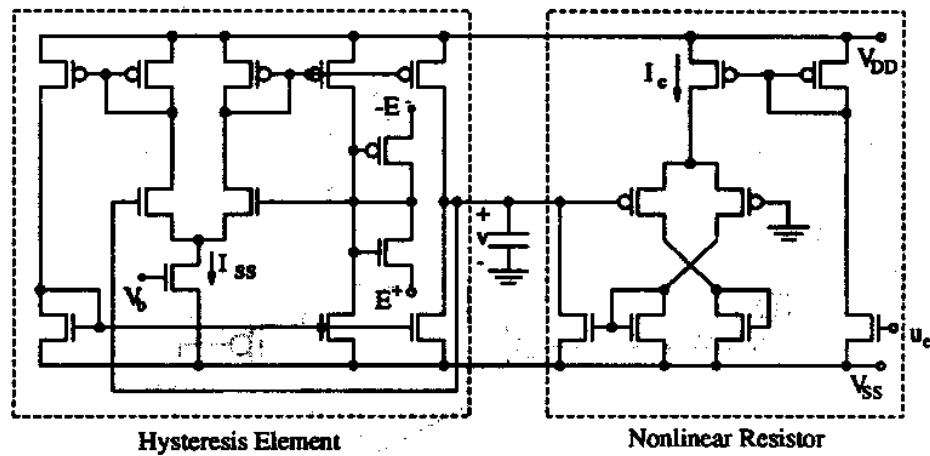 V_DD
I_c
-E
+
v
-
I_SS
V_b
E+
u_c
V_SS
Hysteresis Element
Nonlinear Resistor